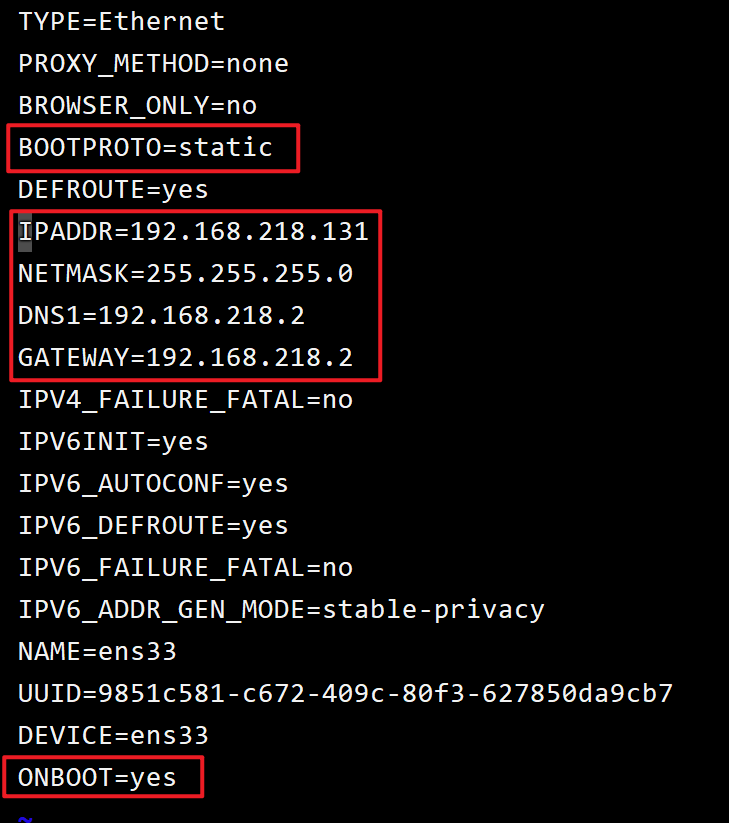 TYPE=Ethernet
PROXY_METHOD=none
BROWSER_ONLY=no
BOOTPROTO=static
DEFROUTE=yes
IPADDR=192.168.218.131
NETMASK=255.255.255.0
DNS1=192.168.218.2
GATEWAY=192.168.218.2
IPV4_FAILURE_FATAL=no
IPV6INIT=yes
IPV6_AUTOCONF=yes
IPV6_DEFROUTE=yes
IPV6_FAILURE_FATAL=no
IPV6_ADDR_GEN_MODE=stable-privacy
NAME=ens33
UUID=9851c581-c672-409c-80f3-627850da9cb7
DEVICE=ens33
ONBOOT=yes
~